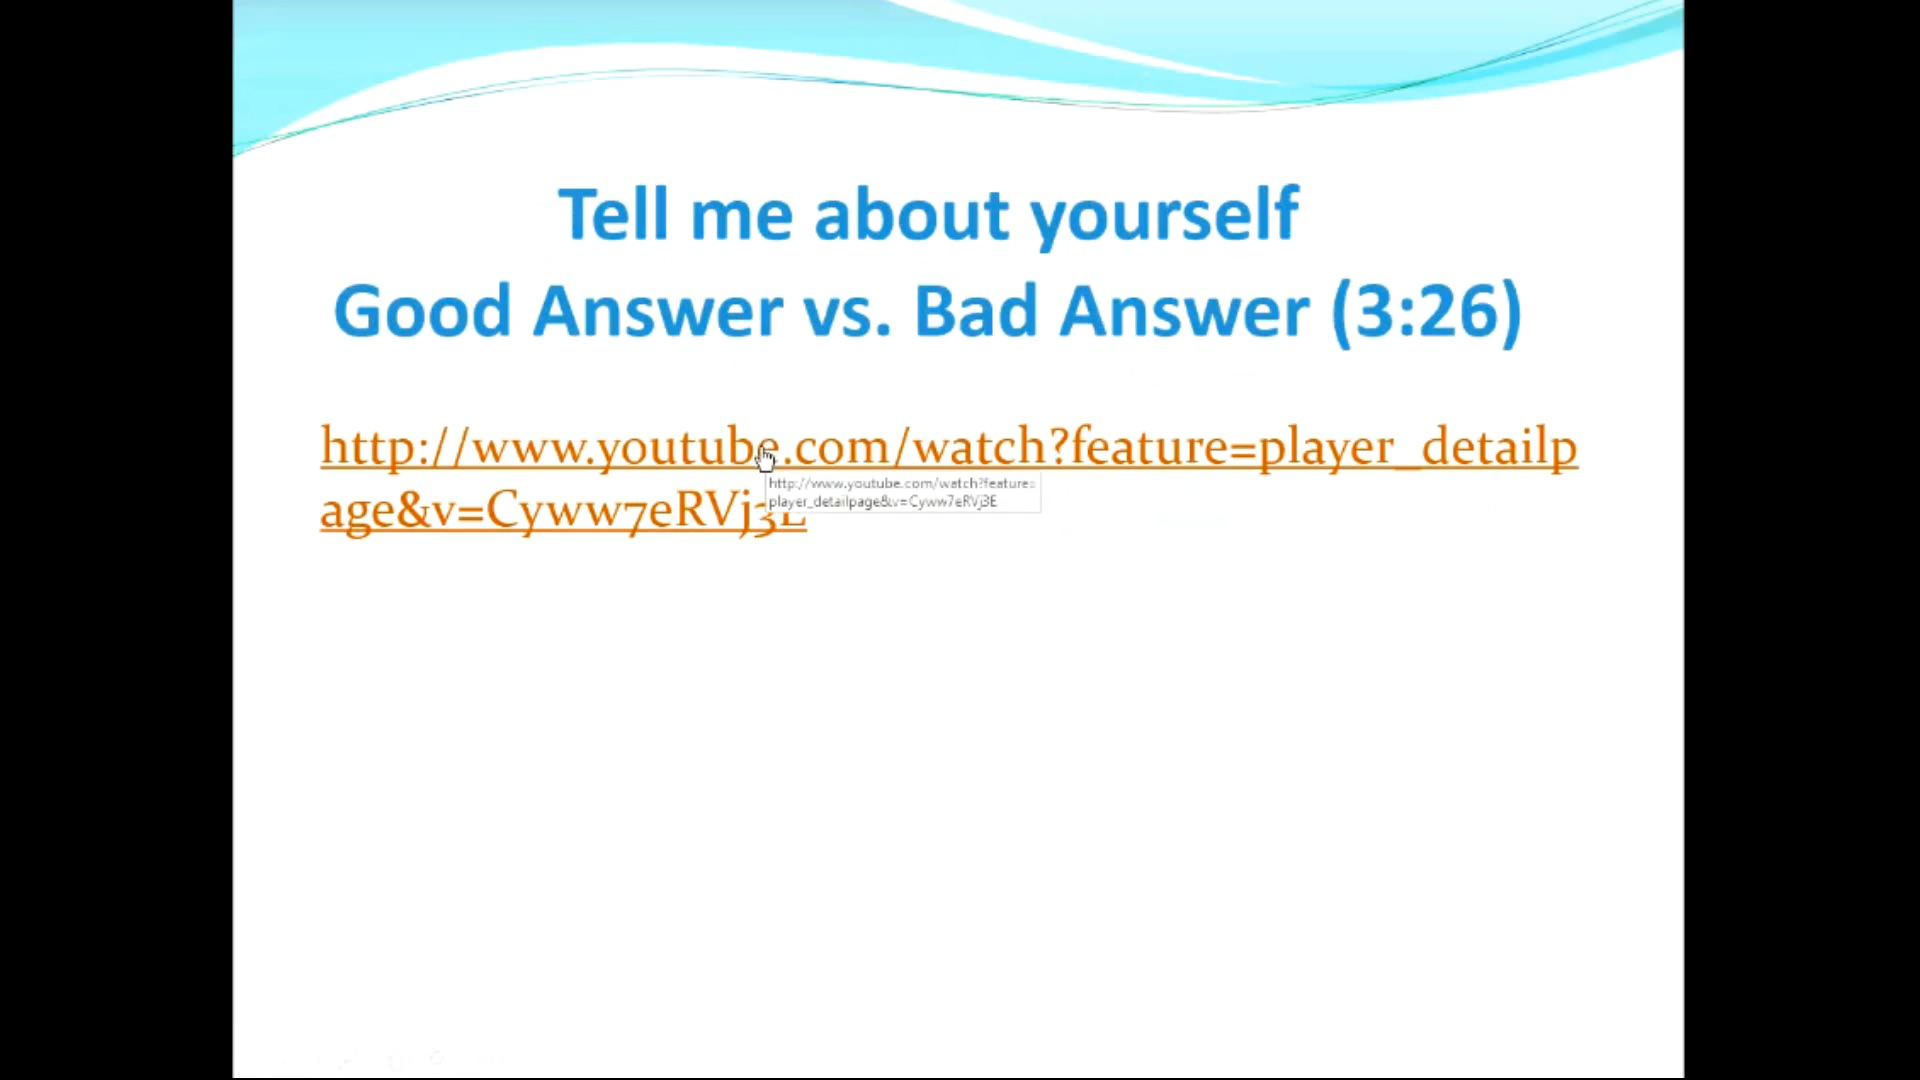 Tell me about yourself
Good Answer vs. Bad Answer (3:26)
http://www.youtube.com/watch?feature=player_detailp
age&v=Cyww7eRVj3E
http://www.youtube.com/watch?feature=
player_detailpage&v=Cyww7eRVj3E